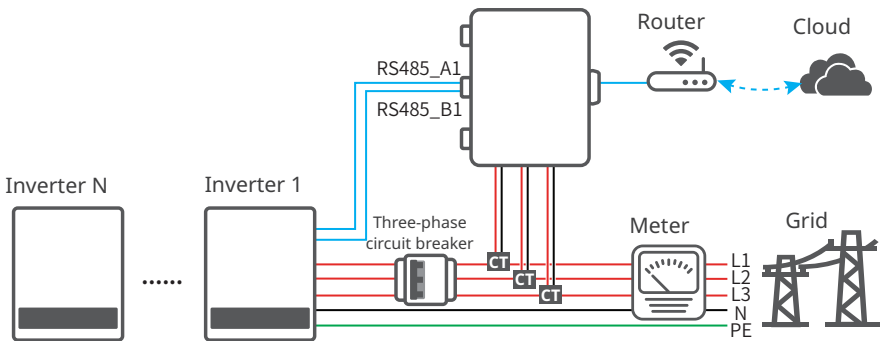 Router
Cloud
RS485_A1
RS485_B1
Inverter N
......
Inverter 1
Three-phase
circuit breaker
Meter
Grid
CT
CT
CT
L1
L2
L3
N
PE